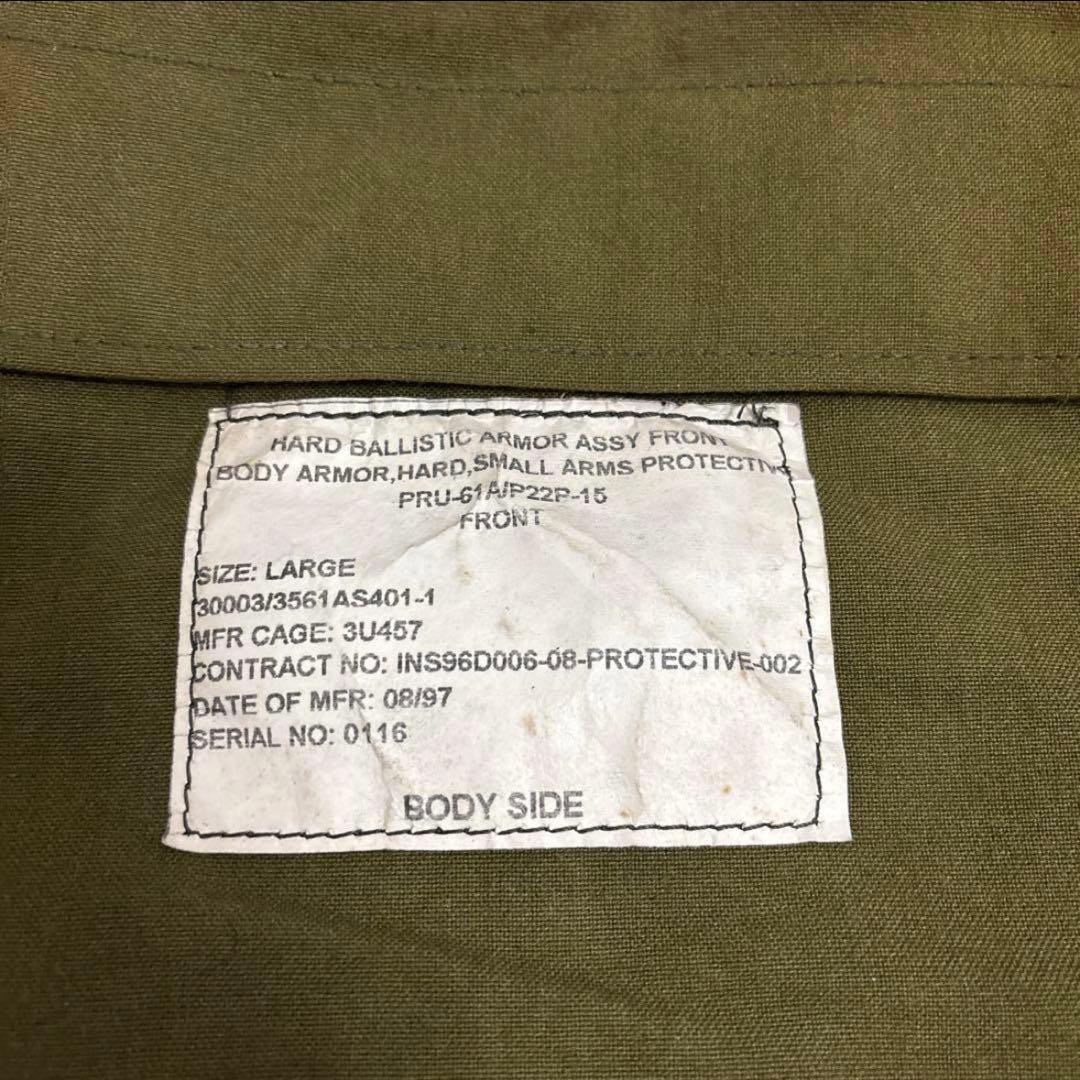 HARD BALLISTIC ARMOR ASSY FRONT
BODY ARMOR,HARD,SMALL ARMS PROTECTIVE
PRU-61A/P22P-15
FRONT
SIZE: LARGE
30003/3561AS401-1
MFR CAGE: 3U457
CONTRACT NO: INS96D006-08-PROTECTIVE-002
DATE OF MFR: 08/97
SERIAL NO: 0116
BODY SIDE